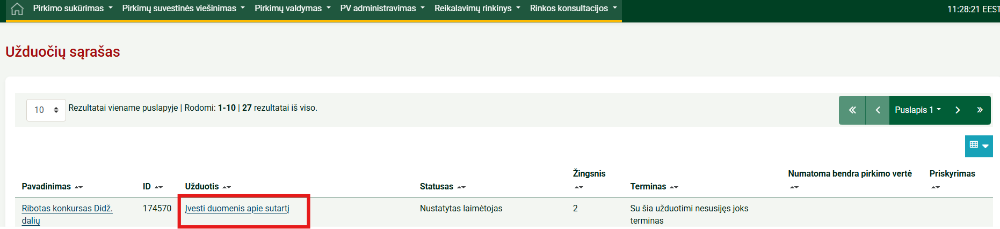 Pirkimo sukūrimas Pirkimų suvestinės viešinimas Pirkimų valdymas PV administravimas Reikalavimų rinkinys Rinkos konsultacijos 11:28:21 EEST
Užduočių sąrašas
10 Rezultatai viename puslapyje | Rodomi: 1-10 | 27 rezultatai iš viso. « ‹ Puslapis 1 › »
Pavadinimas ID Užduotis Statusas Žingsnis Terminas Numatoma bendra pirkimo vertė Priskyrimas
Ribotas konkursas Didž. 174570 Įvesti duomenis apie sutartį Nustatytas laimėtojas 2 Su šia užduotimi nesusijęs joks
dalių terminas